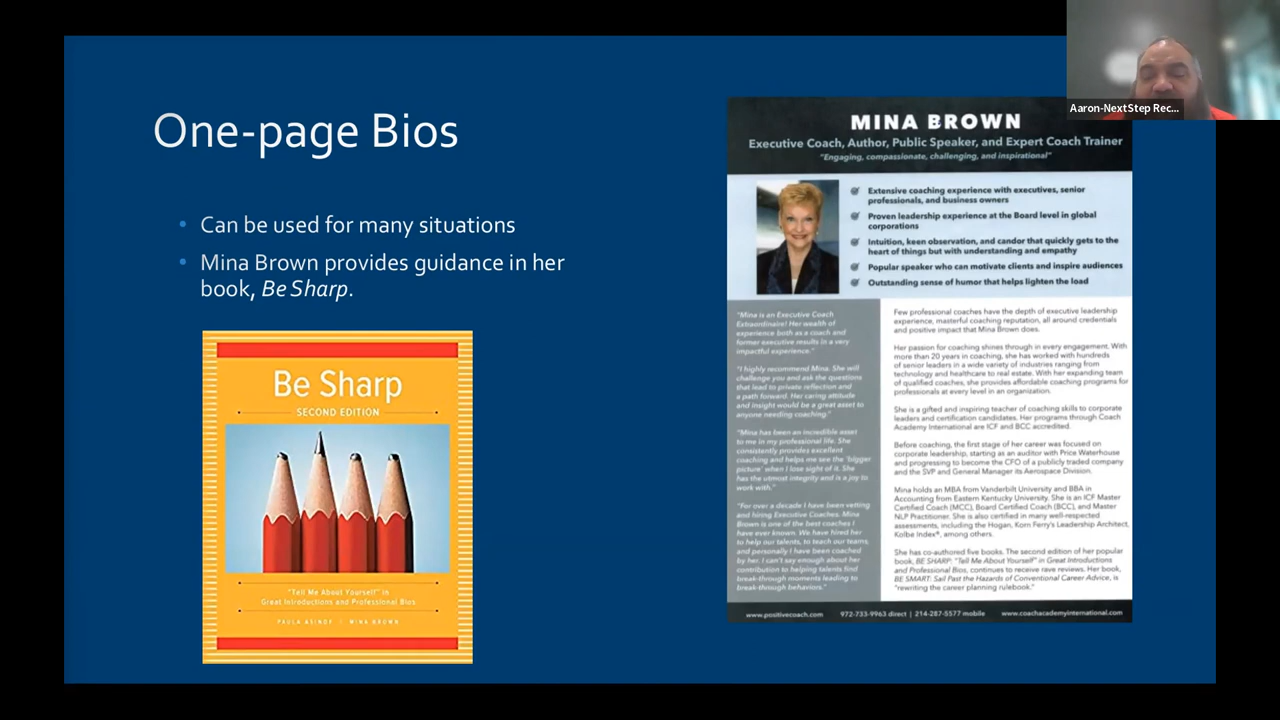 Aaron-NextStep Rec...
One-page Bios
Can be used for many situations
Mina Brown provides guidance in her
book, Be Sharp.
Be Sharp
SECOND EDITION
"Tell Me About Yourself" in
Great Introductions and Professional Bios
PAULA ASINOF | MINA BROWN
MINA BROWN
Executive Coach, Author, Public Speaker, and Expert Coach Trainer
"Engaging, compassionate, challenging, and inspirational"
Extensive coaching experience with executives, senior
professionals, and business owners
Proven leadership experience at the Board level in global
corporations
Intuition, keen observation, and candor that quickly gets to the
heart of things but with understanding and empathy
Popular speaker who can motivate clients and inspire audiences
Outstanding sense of humor that helps lighten the load
"Mina is an Executive Coach
Extraordinaire! Her wealth of
experience both as a coach and
former executive results in a very
impactful experience."
"I highly recommend Mina. She will
challenge you and ask the questions
that lead to private reflection and
a path forward. Her caring attitude
and insight would be a great asset to
anyone needing coaching."
"Mina has been an incredible asset
to me in my professional life. She
consistently provides excellent
coaching and helps me see the 'bigger
picture' when I lose sight of it. She
has the utmost integrity and is a joy to
work with."
"For over a decade I have been vetting
and hiring Executive Coaches. Mina
Brown is one of the best coaches I
have ever known. We have hired her
to help our talents, to teach our teams,
and personally I have been coached
by her. I can't say enough about her
contribution to helping talents find
break-through moments leading to
break-through behaviors."
Few professional coaches have the depth of executive leadership
experience, masterful coaching reputation, all around credentials
and positive impact that Mina Brown does.
Her passion for coaching shines through in every engagement. With
more than 20 years in coaching, she has worked with hundreds
of senior leaders in a wide variety of industries ranging from
technology and healthcare to real estate. With her expanding team
of qualified coaches, she provides affordable coaching programs for
professionals at every level in an organization.
She is a gifted and inspiring teacher of coaching skills to corporate
leaders and certification candidates. Her programs through Coach
Academy International are ICF and BCC accredited.
Before coaching, the first stage of her career was focused on
corporate leadership, starting as an auditor with Price Waterhouse
and progressing to become the CFO of a publicly traded company
and the SVP and General Manager its Aerospace Division.
Mina holds an MBA from Vanderbilt University and BBA in
Accounting from Eastern Kentucky University. She is an ICF Master
Certified Coach (MCC), Board Certified Coach (BCC), and Master
NLP Practitioner. She is also certified in many well-respected
assessments, including the Hogan, Korn Ferry's Leadership Architect,
Kolbe Index®, among others.
She has co-authored five books. The second edition of her popular
book, BE SHARP: "Tell Me About Yourself" in Great Introductions
and Professional Bios, continues to receive rave reviews. Her book,
BE SMART: Sail Past the Hazards of Conventional Career Advice, is
"rewriting the career planning rulebook."
www.positivecoach.com 972-733-9963 direct | 214-287-5577 mobile www.coachacademyinternational.com